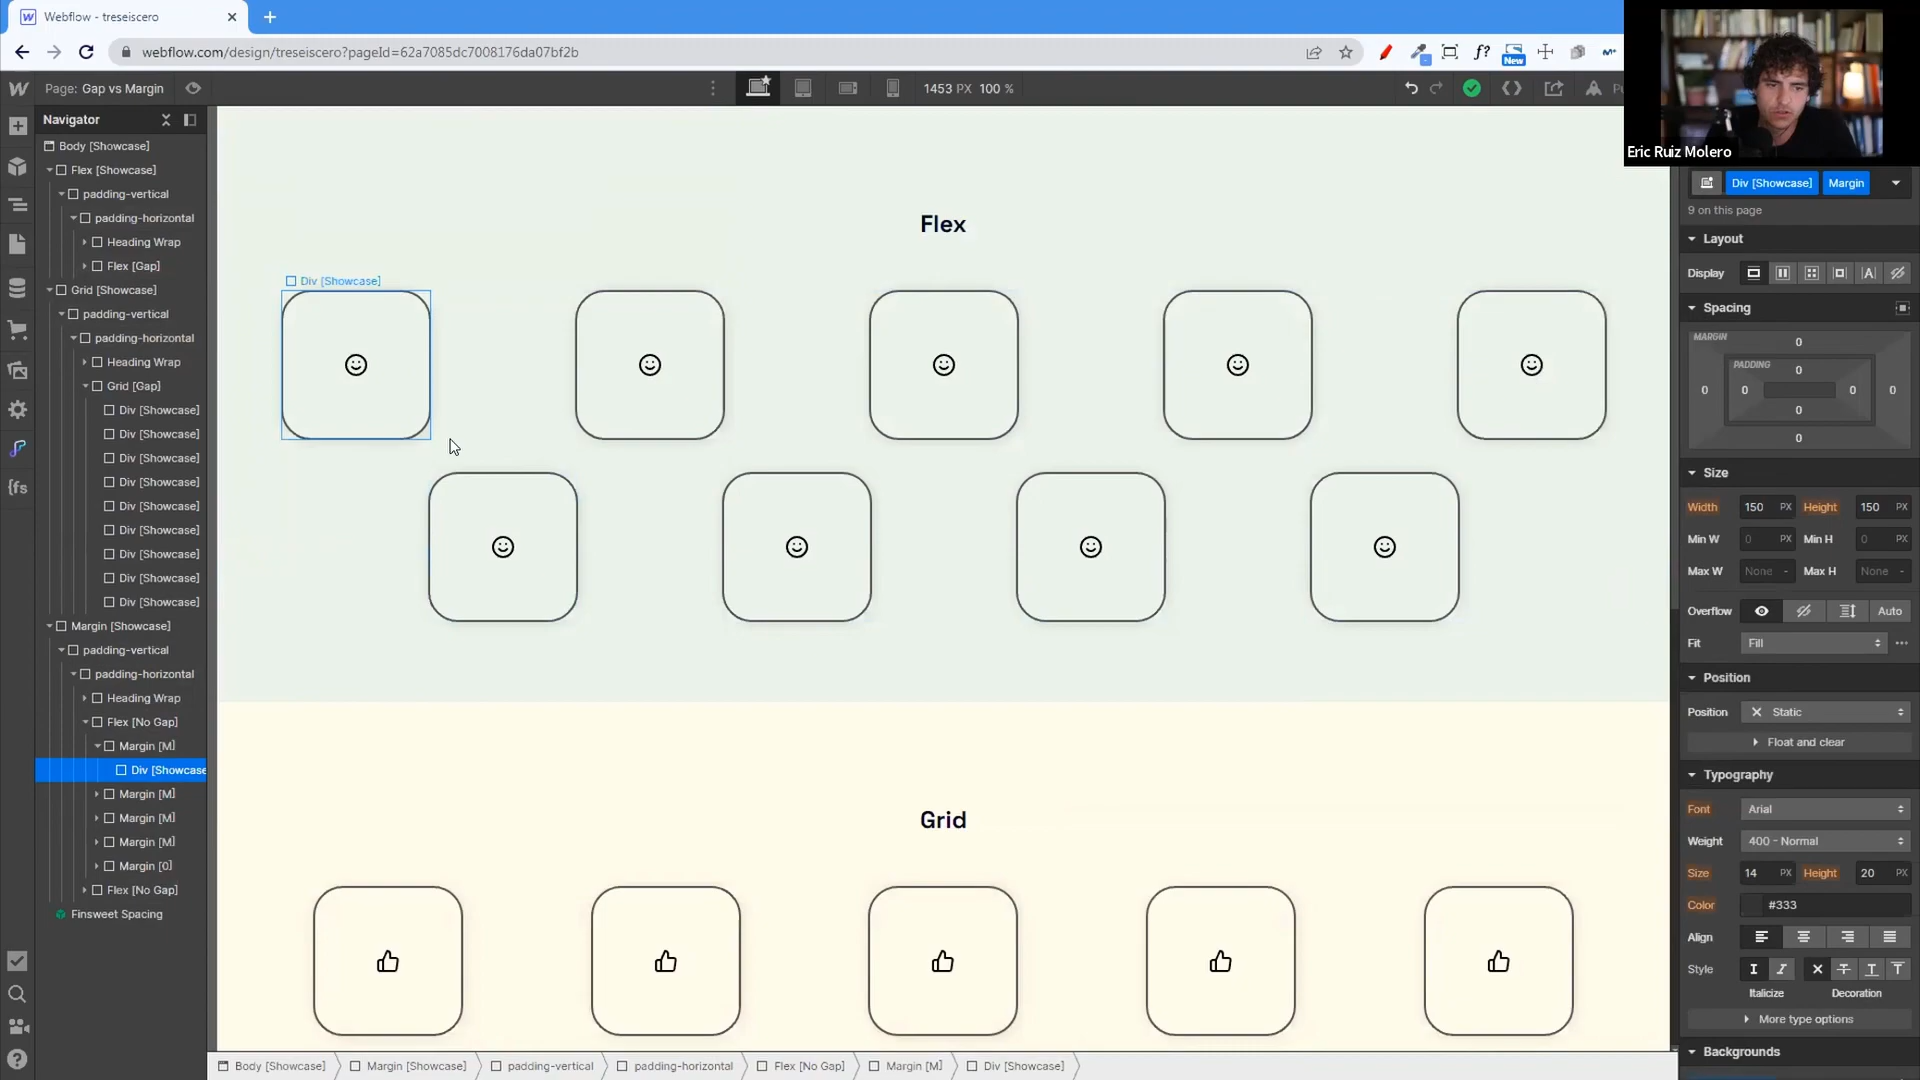 Webflow - treseiscero
webflow.com/design/treseiscero?pageId=62a7085dc7008176da07bf2b
f?
New
Eric Ruiz Molero
Page: Gap vs Margin
1453 PX 100 %
Navigator
Body [Showcase]
Flex [Showcase]
padding-vertical
padding-horizontal
Heading Wrap
Flex [Gap]
Grid [Showcase]
padding-vertical
padding-horizontal
Heading Wrap
Grid [Gap]
Div [Showcase]
Div [Showcase]
Div [Showcase]
Div [Showcase]
Div [Showcase]
Div [Showcase]
Div [Showcase]
Div [Showcase]
Div [Showcase]
Margin [Showcase]
padding-vertical
padding-horizontal
Heading Wrap
Flex [No Gap]
Margin [M]
Div [Showcase
Margin [M]
Margin [M]
Margin [M]
Margin [0]
Flex [No Gap]
Finsweet Spacing
{fs
Flex
Div [Showcase]
Grid
Div [Showcase] Margin
9 on this page
Layout
Display
Spacing
MARGIN
0
PADDING
0
0 0 0 0
0
0
Size
Width 150 PX Height 150 PX
Min W 0 PX Min H 0 PX
Max W None - Max H None -
Overflow Auto
Fit Fill
Position
Position Static
Float and clear
Typography
Font Arial
Weight 400 - Normal
Size 14 PX Height 20 PX
Color #333
Align
Style
Italicize Decoration
More type options
Backgrounds
Body [Showcase] Margin [Showcase] padding-vertical padding-horizontal Flex [No Gap] Margin [M] Div [Showcase]